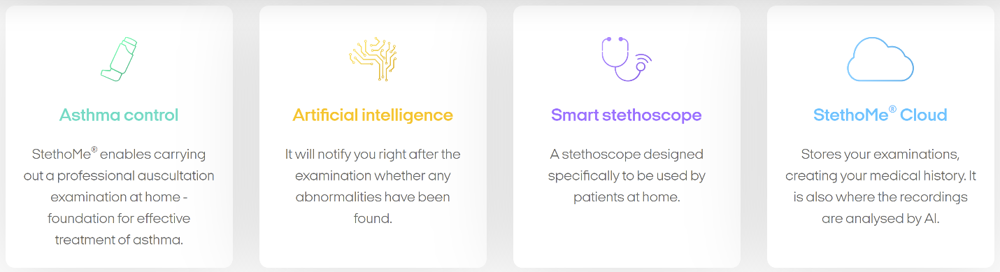 Asthma control
StethoMe® enables carrying
out a professional auscultation
examination at home -
foundation for effective
treatment of asthma.
Artificial intelligence
It will notify you right after the
examination whether any
abnormalities have been
found.
Smart stethoscope
A stethoscope designed
specifically to be used by
patients at home.
StethoMe® Cloud
Stores your examinations,
creating your medical history. It
is also where the recordings
are analysed by AI.